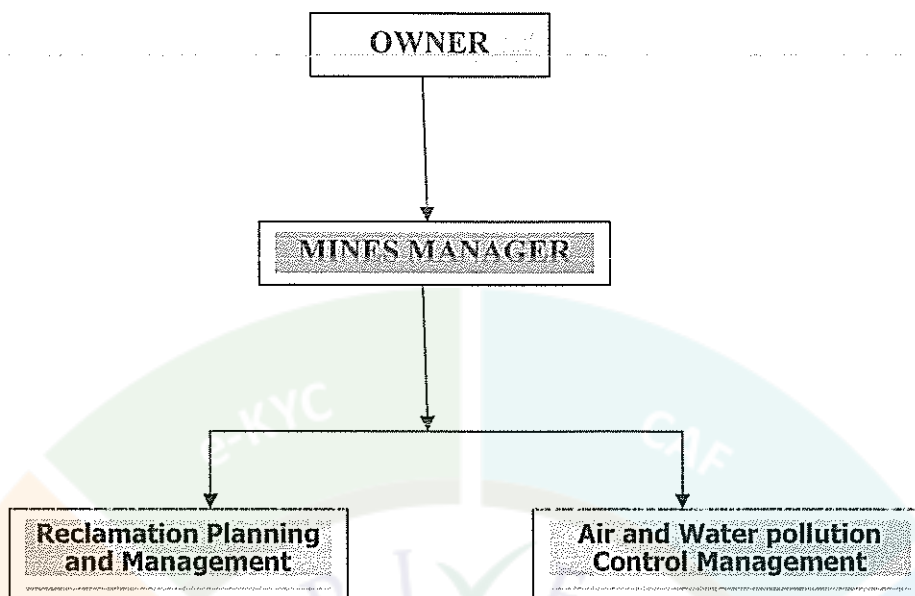 OWNER
MINES MANAGER
e-KYC
CAF
Reclamation Planning
and Management
Air and Water pollution
Control Management